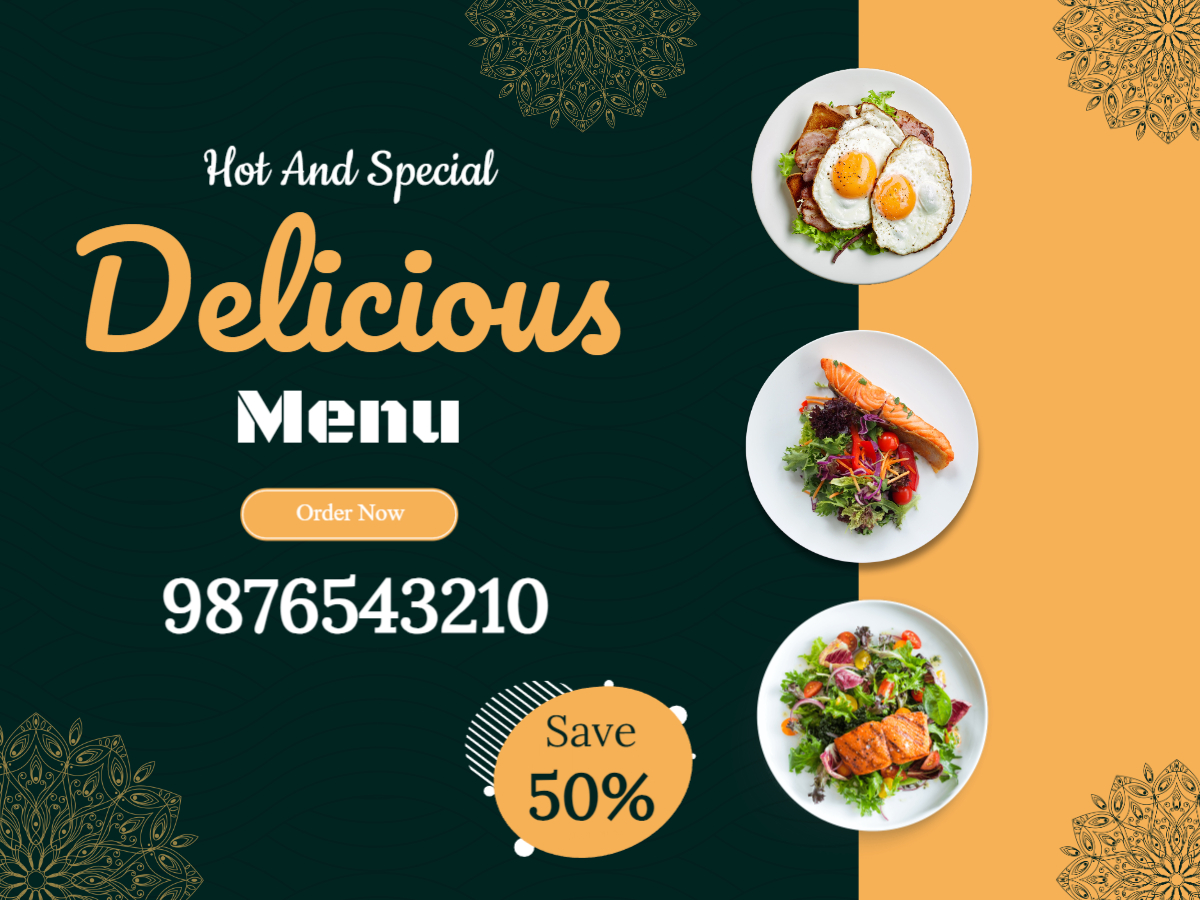 Hot And Special
Delicious
Menu
Order Now
9876543210
Save
50%